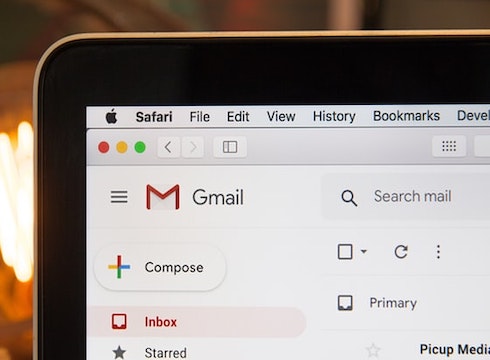 Safari File Edit View History Bookmarks Devel
Gmail
Search mail
Compose
Primary
Inbox
Picup Media
Starred